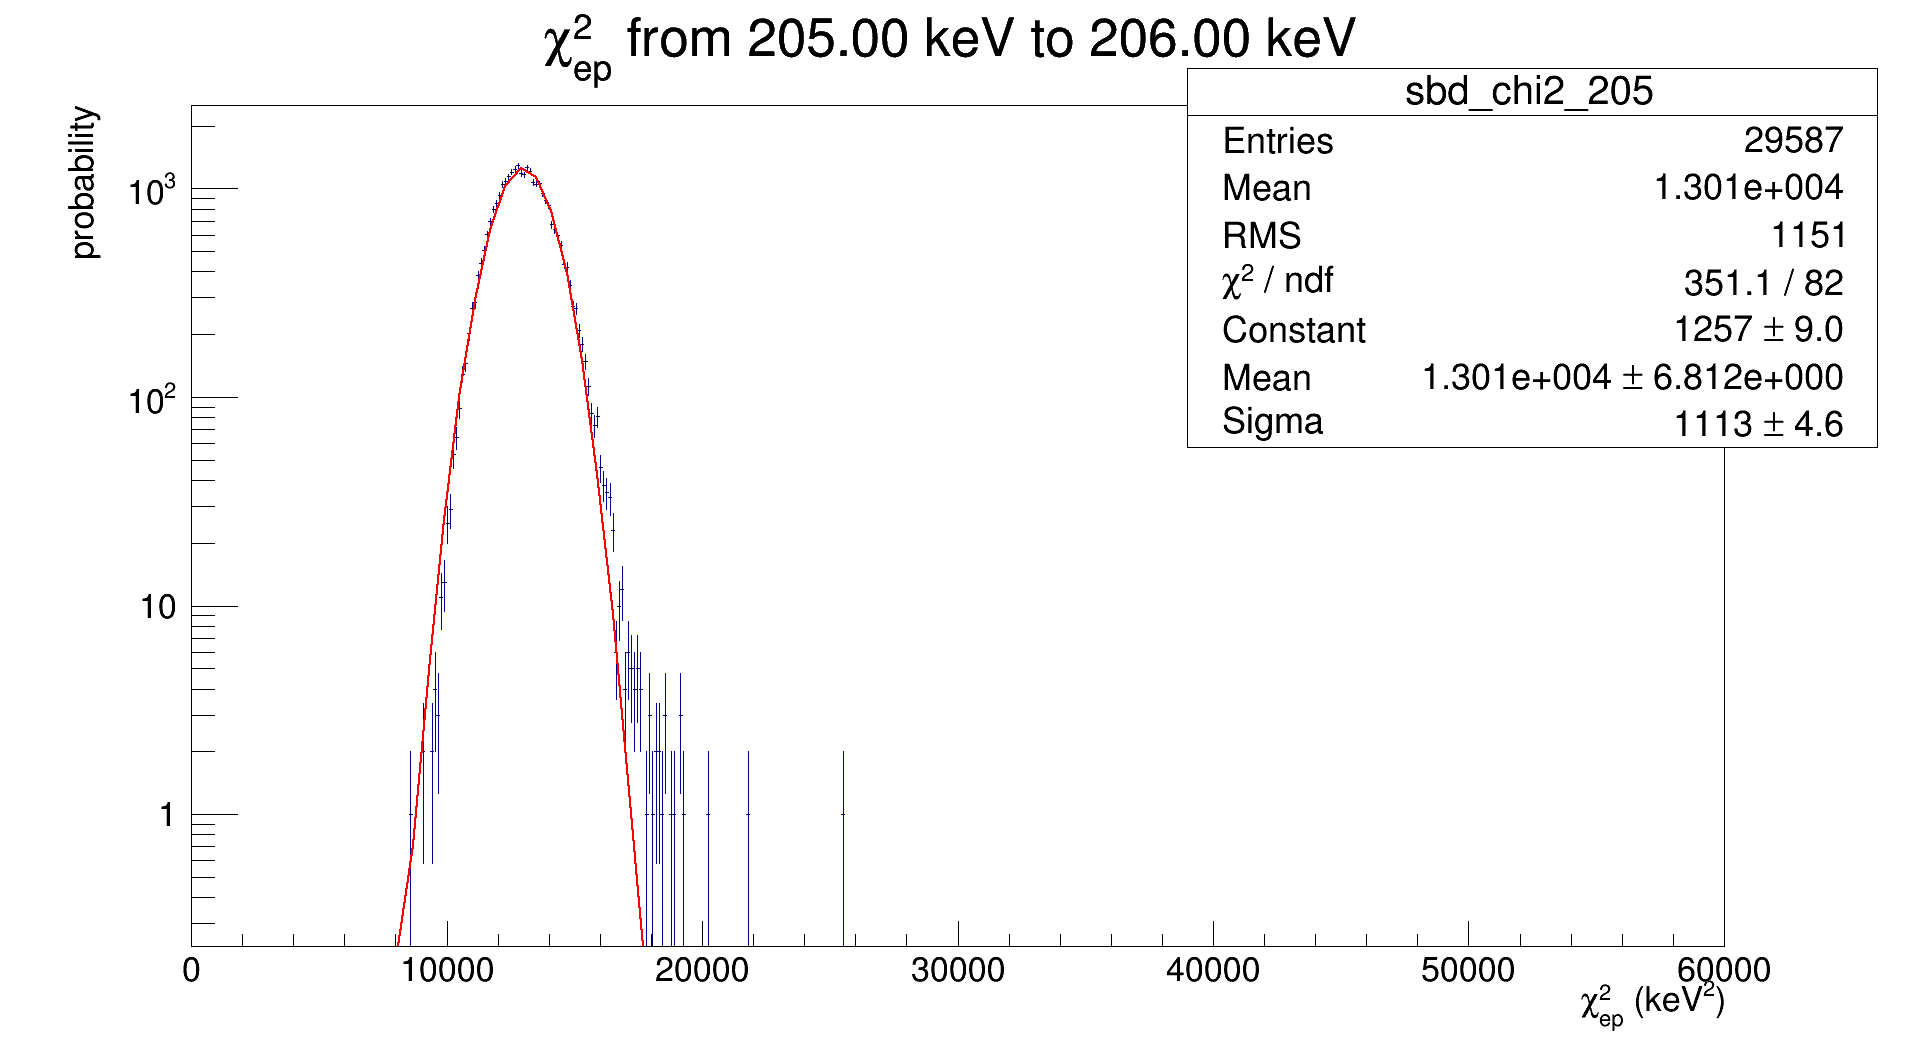 χ²ep from 205.00 keV to 206.00 keV
sbd_chi2_205
Entries 29587
Mean 1.301e+004
RMS 1151
χ² / ndf 351.1 / 82
Constant 1257 ± 9.0
Mean 1.301e+004 ± 6.812e+000
Sigma 1113 ± 4.6
probability
10³
10²
10
1
0 10000 20000 30000 40000 50000 60000
χ²ep (keV²)